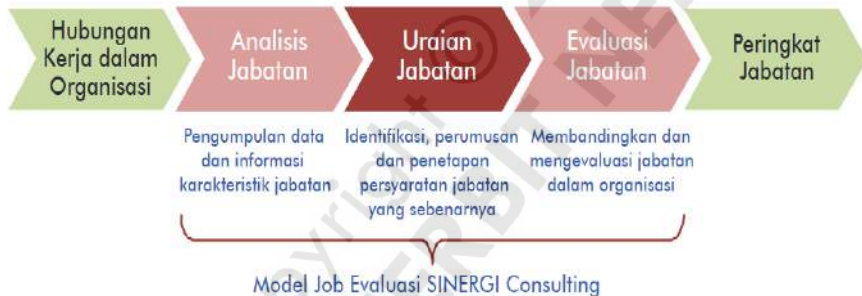 Hubungan
Kerja dalam
Organisasi
Analisis
Jabatan
Uraian
Jabatan
Evaluasi
Jabatan
Peringkat
Jabatan
Pengumpulan data
dan informasi
karakteristik jabatan
Identifikasi, perumusan
dan penetapan
persyaratan jabatan
yang sebenarnya
Membandingkan dan
mengevaluasi jabatan
dalam organisasi
Model Job Evaluasi SINERGI Consulting